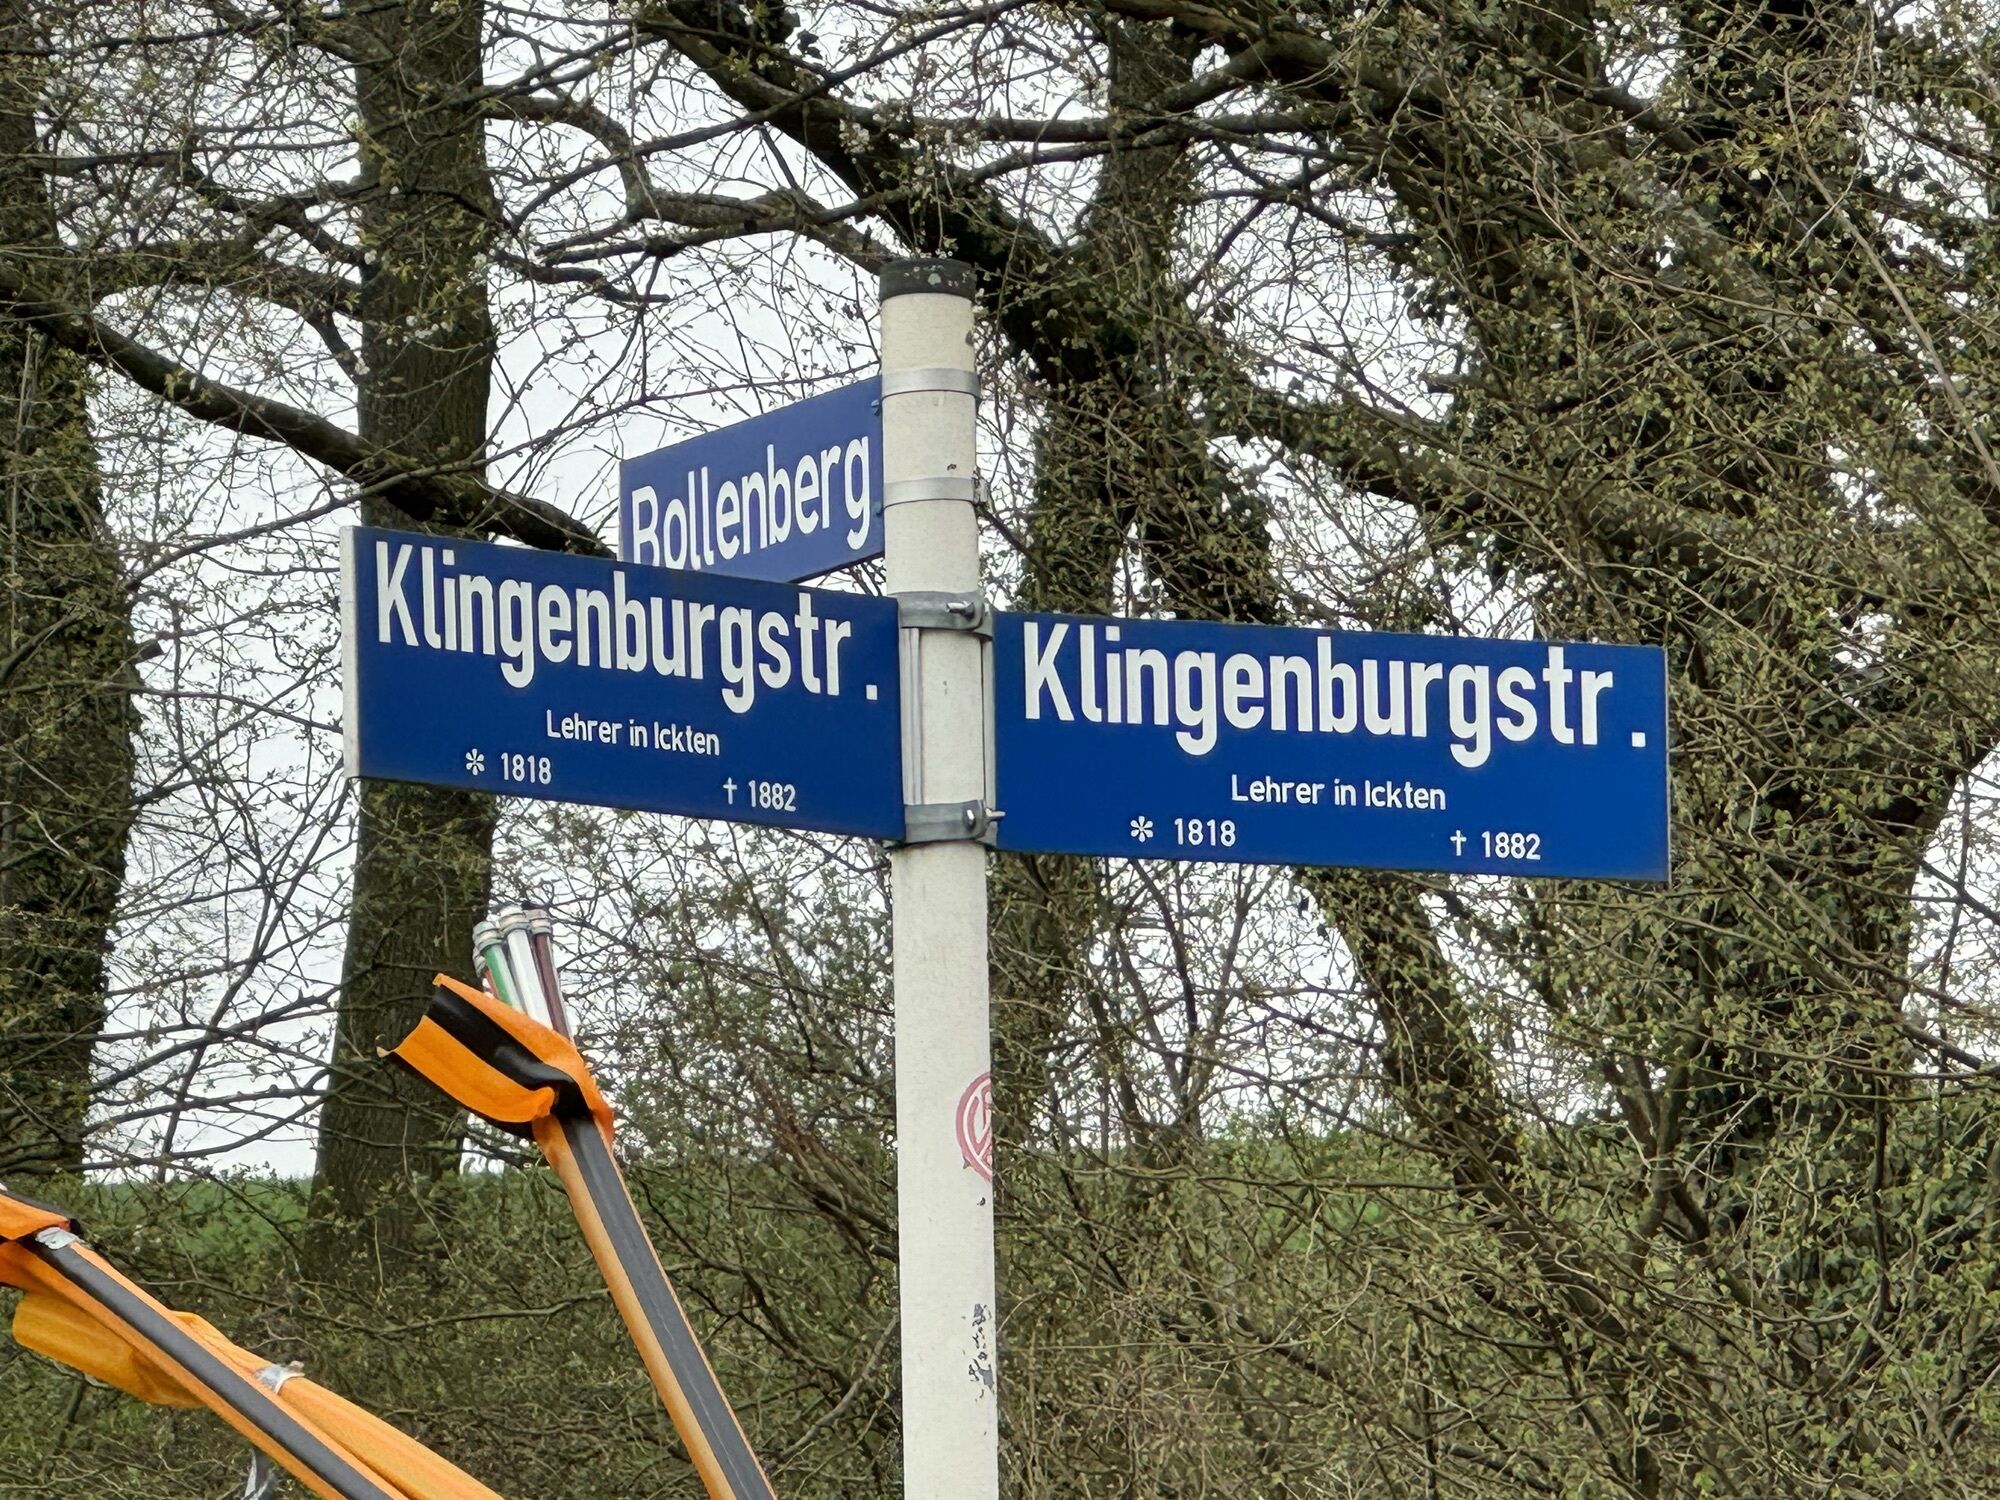 Bollenberg
Klingenburgstr.
Lehrer in Ickten
* 1818 † 1882
Klingenburgstr.
Lehrer in Ickten
* 1818 † 1882